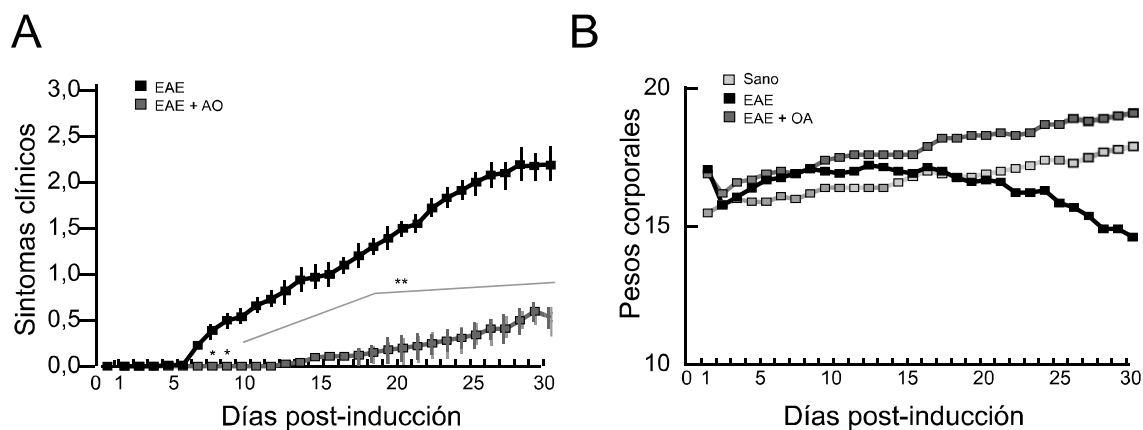 A
Síntomas clínicos
3,0
2,5
2,0
1,5
1,0
0,5
0,0
EAE
EAE + AO
**
* *
0 1 5 10 15 20 25 30
Días post-inducción
B
Pesos corporales
20
15
10
Sano
EAE
EAE + OA
0 1 5 10 15 20 25 30
Días post-inducción